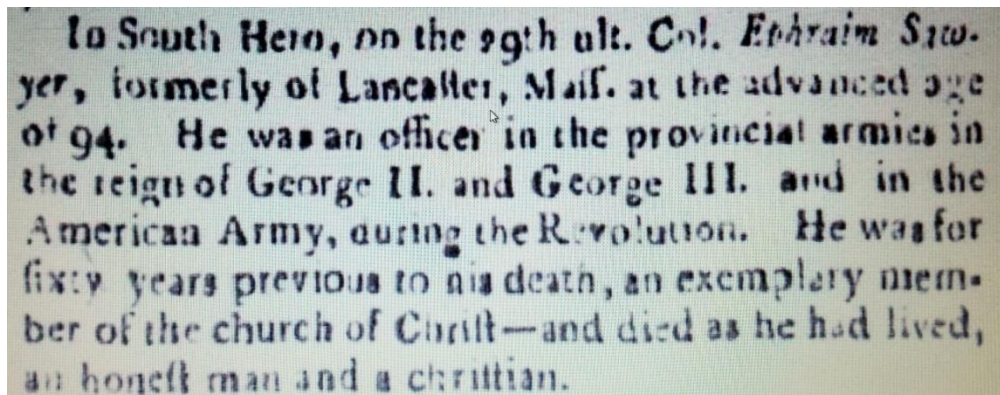 In South Hero, on the 29th ult. Col. Ephraim Saw-
yer, formerly of Lancaſter, Maſſ. at the advanced age
of 94. He was an officer in the provincial armies in
the reign of George II. and George III. and in the
American Army, during the Revolution. He was for
ſixty years previous to his death, an exemplary mem-
ber of the church of Chriſt—and died as he had lived,
an honeſt man and a chriſtian.